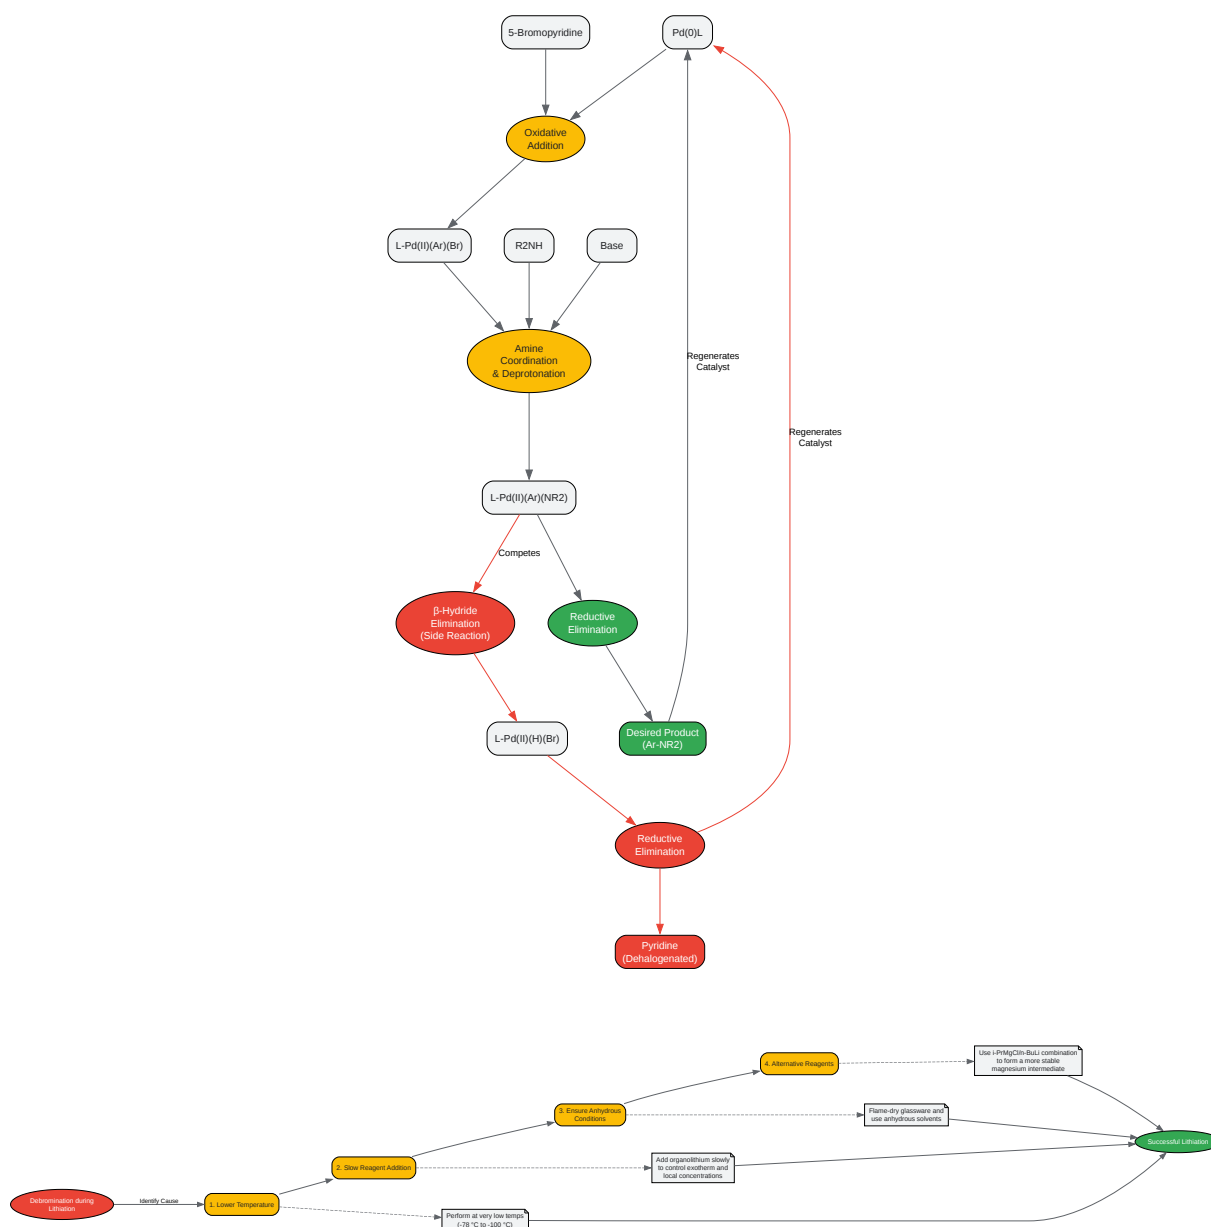 5-Bromopyridine
Pd(0)L
Oxidative
Addition
L-Pd(II)(Ar)(Br)
R2NH
Base
Amine
Coordination
& Deprotonation
Regenerates
Catalyst
Regenerates
Catalyst
L-Pd(II)(Ar)(NR2)
Competes
β-Hydride
Elimination
(Side Reaction)
Reductive
Elimination
L-Pd(II)(H)(Br)
Desired Product
(Ar-NR2)
Reductive
Elimination
Pyridine
(Dehalogenated)
4. Alternative Reagents
Use i-PrMgCl/n-BuLi combination
to form a more stable
magnesium intermediate
3. Ensure Anhydrous
Conditions
Flame-dry glassware and
use anhydrous solvents
Successful Lithiation
2. Slow Reagent Addition
Add organolithium slowly
to control exotherm and
local concentrations
Debromination during
Lithiation
Identify Cause
1. Lower Temperature
Perform at very low temps
(-78 °C to -100 °C)